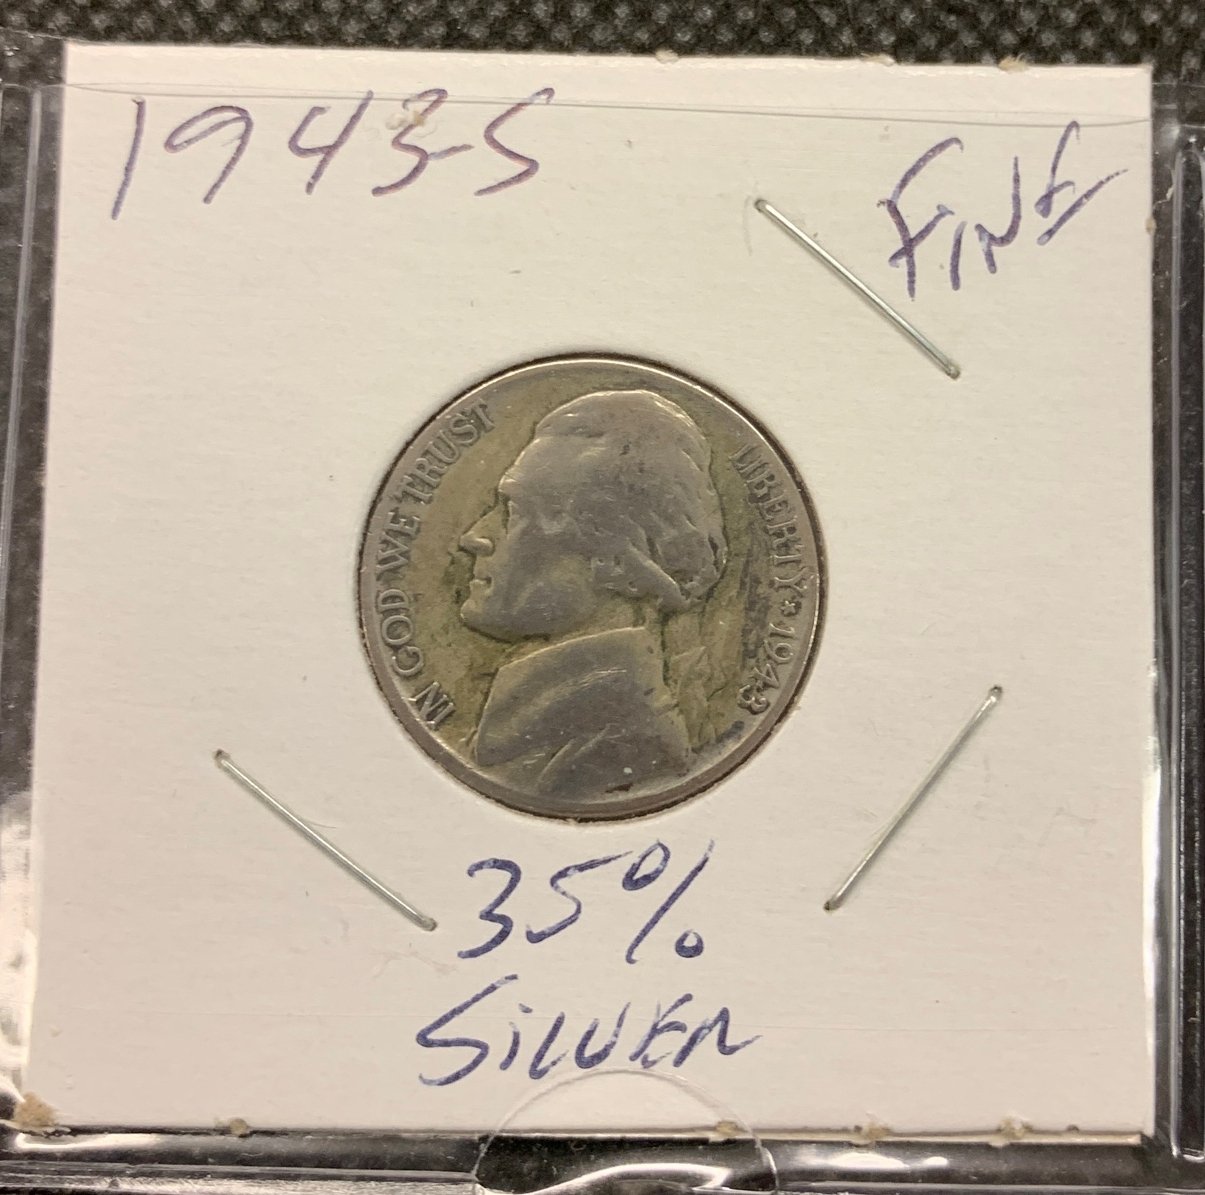 1943-S
FINE
IN GOD WE TRUST
LIBERTY ★ 1943
35%
SILVER